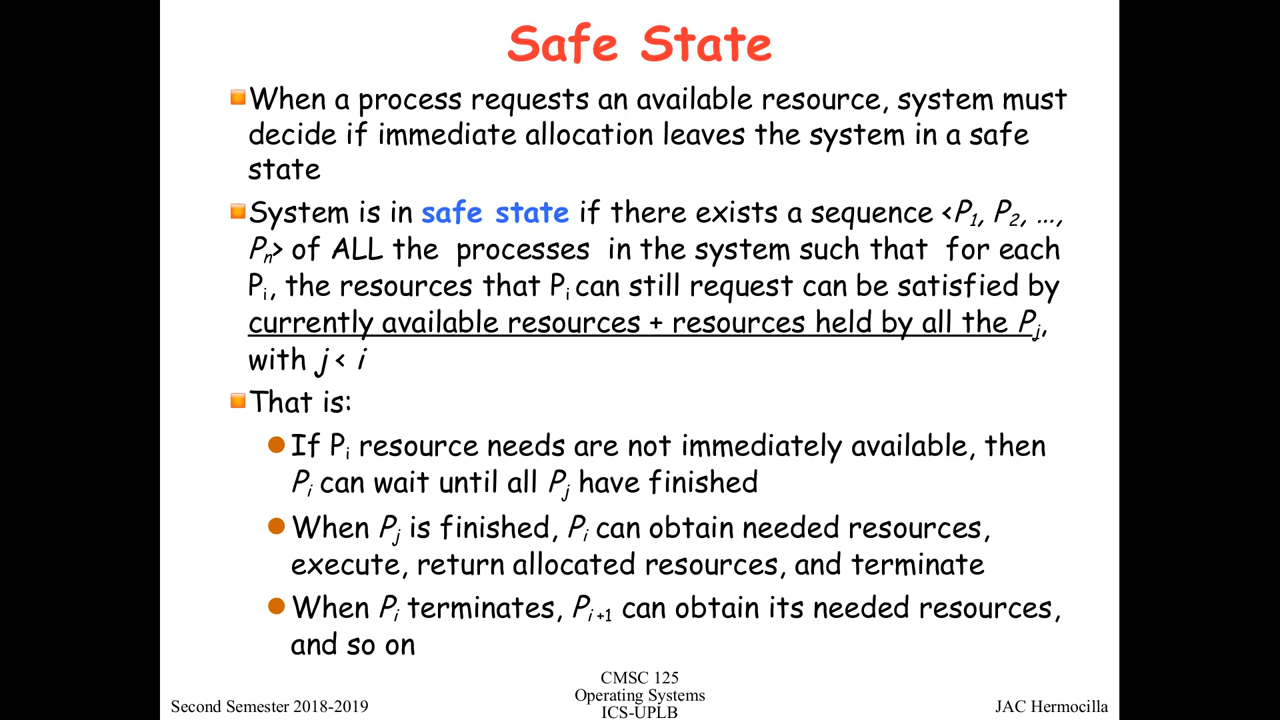 Safe State
When a process requests an available resource, system must
decide if immediate allocation leaves the system in a safe
state
System is in safe state if there exists a sequence <P1, P2, …,
Pn> of ALL the processes in the system such that for each
Pi, the resources that Pi can still request can be satisfied by
currently available resources + resources held by all the Pj,
with j < i
That is:
If Pi resource needs are not immediately available, then
Pi can wait until all Pj have finished
When Pj is finished, Pi can obtain needed resources,
execute, return allocated resources, and terminate
When Pi terminates, Pi+1 can obtain its needed resources,
and so on
CMSC 125
Operating Systems
ICS-UPLB
Second Semester 2018-2019
JAC Hermocilla